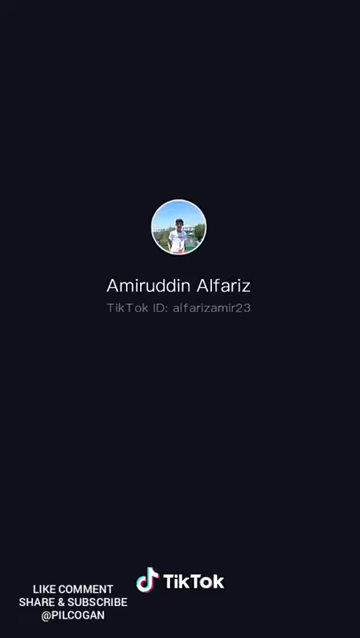 Amiruddin Alfariz
TikTok ID: alfarizamir23
TikTok
LIKE COMMENT
SHARE & SUBSCRIBE
@PILCOGAN